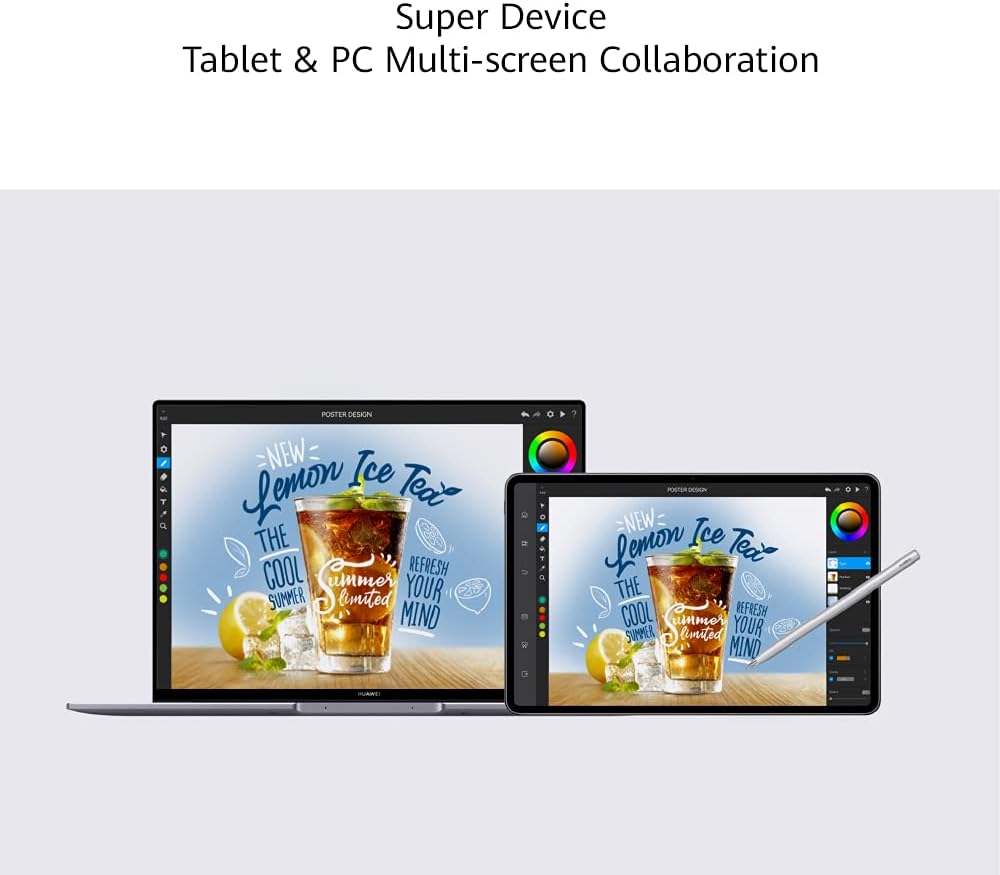 Super Device
Tablet & PC Multi-screen Collaboration
POSTER DESIGN
?
NEW
Lemon Ice Tea
THE
COOL
SUMMER
Summer
limited
REFRESH
YOUR
MIND
HUAWEI
POSTER DESIGN
?
NEW
Lemon Ice Tea
THE
COOL
SUMMER
Summer
limited
REFRESH
YOUR
MIND